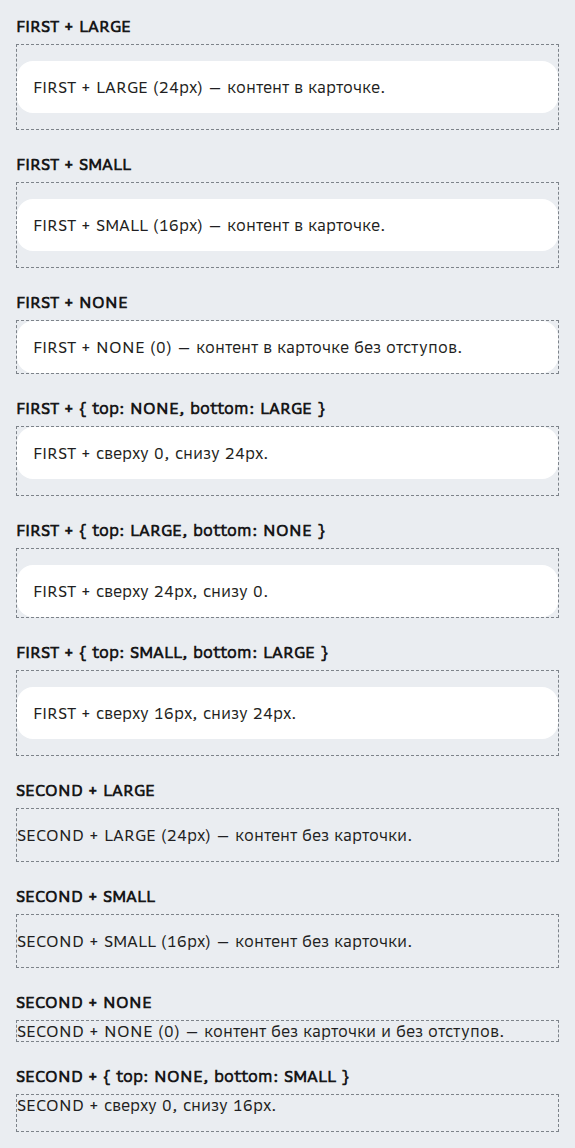 FIRST + LARGE
FIRST + LARGE (24px) — контент в карточке.
FIRST + SMALL
FIRST + SMALL (16px) — контент в карточке.
FIRST + NONE
FIRST + NONE (0) — контент в карточке без отступов.
FIRST + { top: NONE, bottom: LARGE }
FIRST + сверху 0, снизу 24px.
FIRST + { top: LARGE, bottom: NONE }
FIRST + сверху 24px, снизу 0.
FIRST + { top: SMALL, bottom: LARGE }
FIRST + сверху 16px, снизу 24px.
SECOND + LARGE
SECOND + LARGE (24px) — контент без карточки.
SECOND + SMALL
SECOND + SMALL (16px) — контент без карточки.
SECOND + NONE
SECOND + NONE (0) — контент без карточки и без отступов.
SECOND + { top: NONE, bottom: SMALL }
SECOND + сверху 0, снизу 16px.